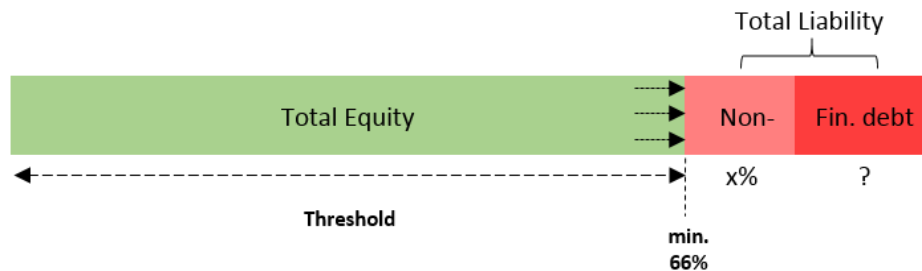 Total Liability
Total Equity
Non-
Fin. debt
x%
?
Threshold
min.
66%